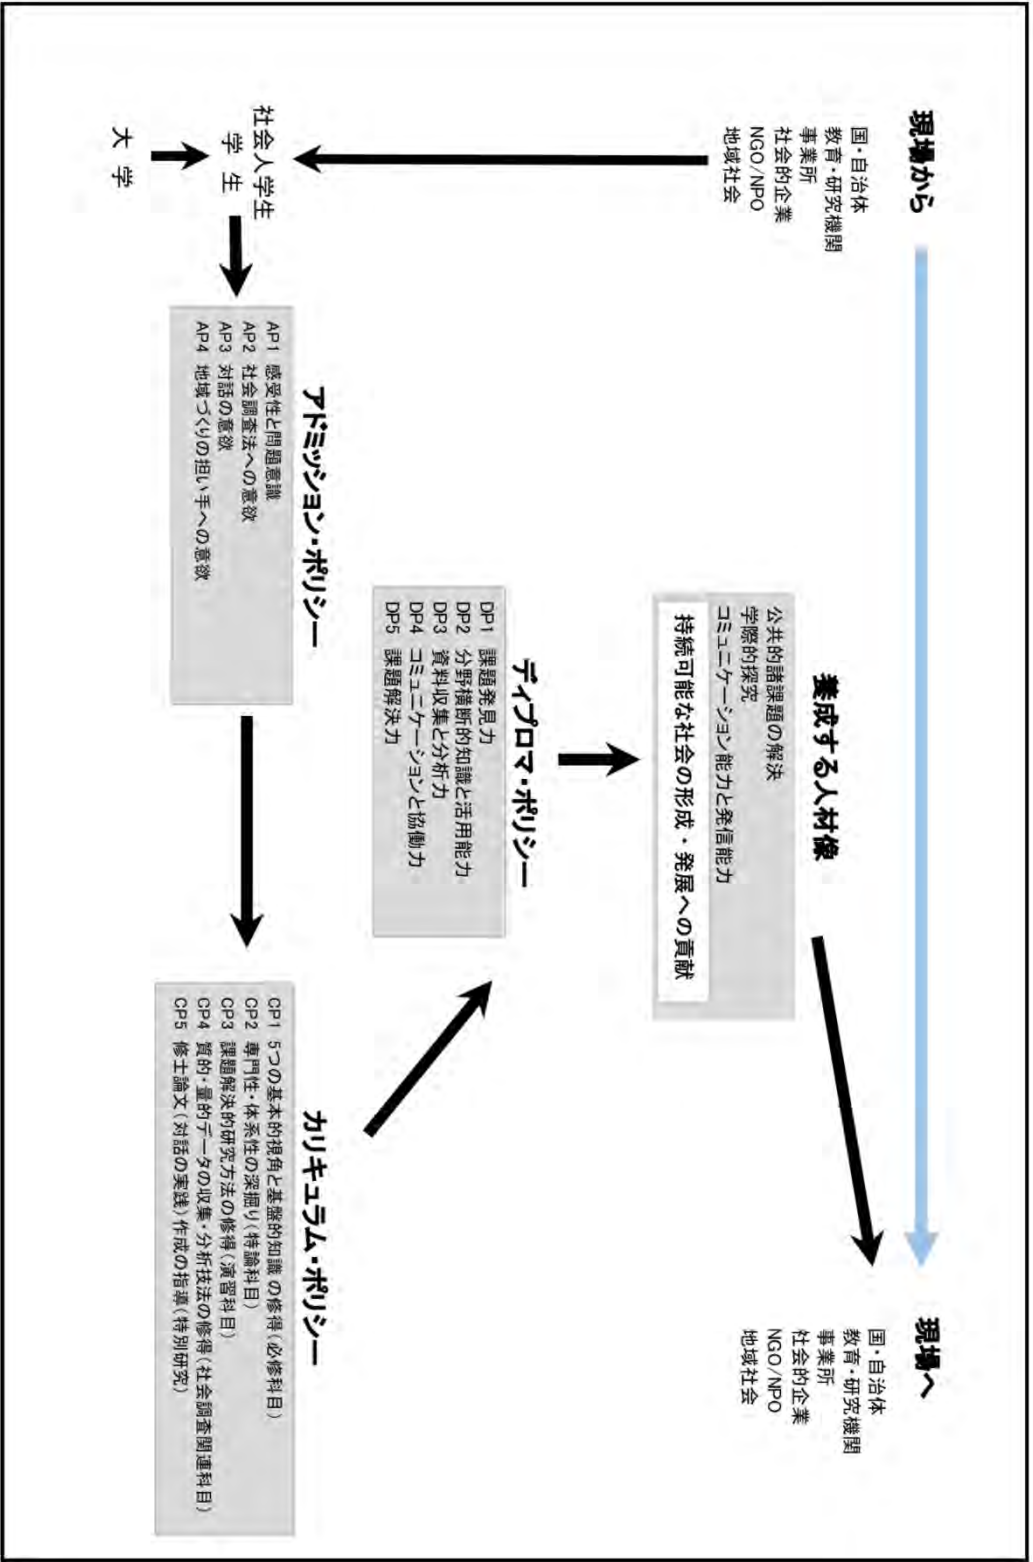 現場から
国・自治体
教育・研究機関
事業所
社会的企業
NGO/NPO
地域社会
現場へ
国・自治体
教育・研究機関
事業所
社会的企業
NGO/NPO
地域社会
養成する人材像
公共的諸課題の解決
学際的探究
コミュニケーション能力と発信能力
持続可能な社会の形成・発展への貢献
ディプロマ・ポリシー
DP1 課題発見力
DP2 分野横断的知識と活用能力
DP3 資料収集と分析力
DP4 コミュニケーションと協働力
DP5 課題解決力
社会人学生
学 生
大 学
アドミッション・ポリシー
AP1 感受性と問題意識
AP2 社会調査法への意欲
AP3 対話の意欲
AP4 地域づくりの担い手への意欲
カリキュラム・ポリシー
CP1 5つの基本的視角と基盤的知識 の修得(必修科目)
CP2 専門性・体系性の深掘り(特論科目)
CP3 課題解決的研究方法の修得(演習科目)
CP4 質的・量的データの収集・分析技法の修得(社会調査関連科目)
CP5 修士論文(対話の実践)作成の指導(特別研究)